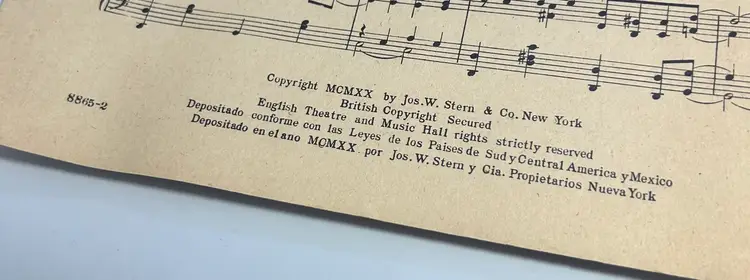 Copyright MCMXX by Jos. W. Stern & Co. New York
British Copyright Secured
English Theatre and Music Hall rights strictly reserved
Depositado conforme con las Leyes de los Paises de Sud y Central America y Mexico
Depositado en el ano MCMXX. por Jos. W. Stern y Cia. Propietarios Nueva York
8865-2